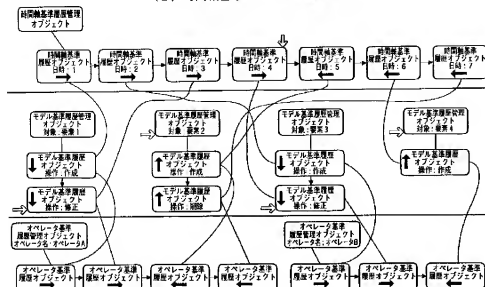 時間軸基準履歴管理
オブジェクト
時間軸基準
履歴オブジェクト
日時:1
時間軸基準
履歴オブジェクト
日時:2
時間軸基準
履歴オブジェクト
日時:3
時間軸基準
履歴オブジェクト
日時:4
時間軸基準
履歴オブジェクト
日時:5
時間軸基準
履歴オブジェクト
日時:6
時間軸基準
履歴オブジェクト
日時:7
モデル基準履歴管理
オブジェクト
対象:要素1
モデル基準履歴管理
オブジェクト
対象:要素2
モデル基準履歴管理
オブジェクト
対象:要素3
モデル基準履歴管理
オブジェクト
対象:要素4
モデル基準履歴
オブジェクト
操作:作成
モデル基準履歴
オブジェクト
操作:作成
モデル基準履歴
オブジェクト
操作:作成
モデル基準履歴
オブジェクト
操作:作成
モデル基準履歴
オブジェクト
操作:修正
モデル基準履歴
オブジェクト
操作:削除
モデル基準履歴
オブジェクト
操作:修正
オペレータ基準
履歴管理オブジェクト
オペレータ名:オペレータA
オペレータ基準
履歴管理オブジェクト
オペレータ名:オペレータB
オペレータ基準
履歴オブジェクト
オペレータ基準
履歴オブジェクト
オペレータ基準
履歴オブジェクト
オペレータ基準
履歴オブジェクト
オペレータ基準
履歴オブジェクト
オペレータ基準
履歴オブジェクト
オペレータ基準
履歴オブジェクト